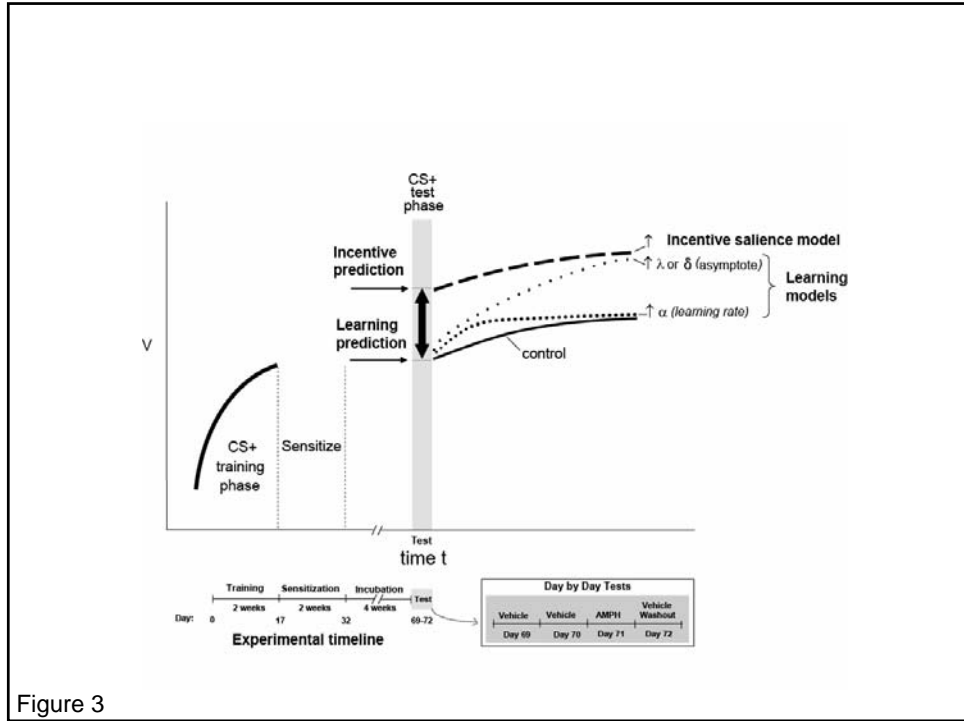 CS+
test
phase
Incentive
prediction
↑ Incentive salience model
↑ λ or δ (asymptote)
Learning
models
↑ α (learning rate)
Learning
prediction
control
V
CS+
training
phase
Sensitize
Test
time t
Training Sensitization Incubation Test
2 weeks 2 weeks 4 weeks
Day: 0 17 32 69-72
Experimental timeline
Day by Day Tests
Vehicle Vehicle AMPH Vehicle Washout
Day 69 Day 70 Day 71 Day 72
Figure 3